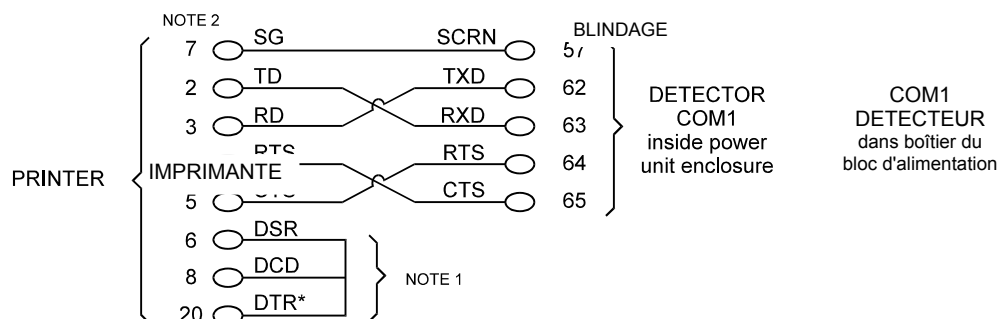 NOTE 2
BLINDAGE
7 SG SCRN 57
2 TD TXD 62
3 RD RXD 63
RTS RTS 64
5 CTS 65
6 DSR
8 DCD
20 DTR*
PRINTER
IMPRIMANTE
NOTE 1
DETECTOR
COM1
inside power
unit enclosure
COM1
DETECTEUR
dans boîtier du
bloc d'alimentation